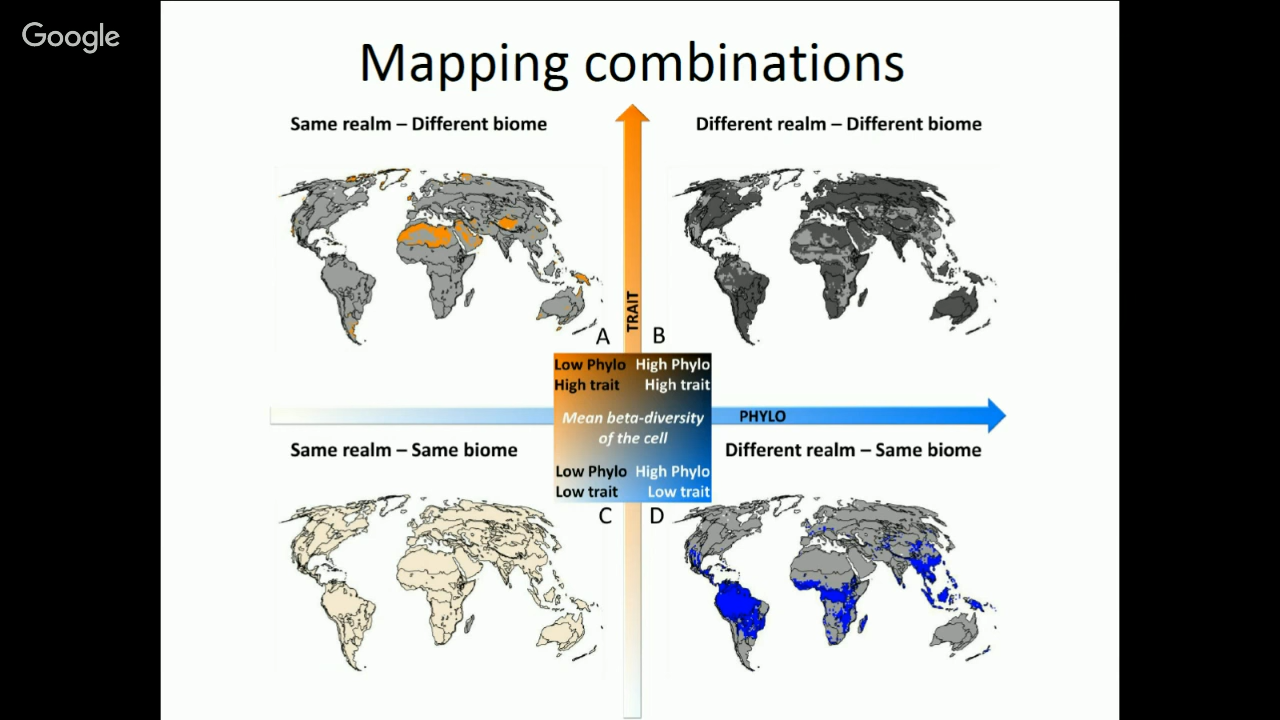 Google
Mapping combinations
Same realm – Different biome
Different realm – Different biome
TRAIT
A
B
Low Phylo
High Phylo
High trait
High trait
Mean beta-diversity
of the cell
PHYLO
Low Phylo
High Phylo
Low trait
Low trait
Same realm – Same biome
Different realm – Same biome
C
D